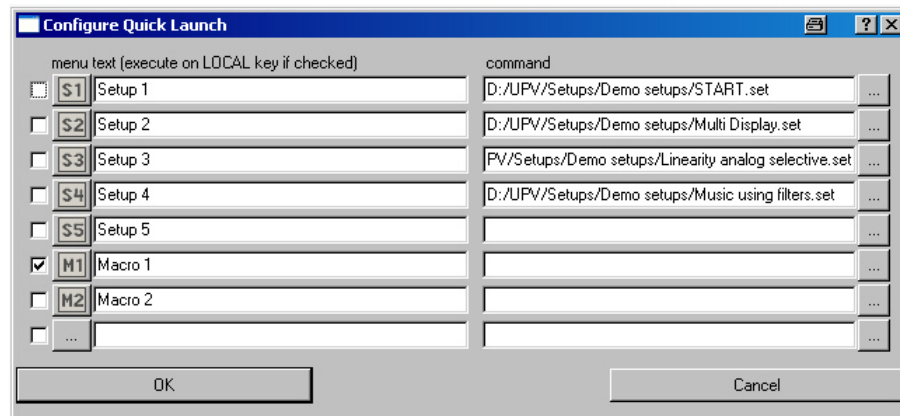 Configure Quick Launch ? X
menu text (execute on LOCAL key if checked) command
S1 Setup 1 D:/UPV/Setups/Demo setups/START.set ...
S2 Setup 2 D:/UPV/Setups/Demo setups/Multi Display.set ...
S3 Setup 3 PV/Setups/Demo setups/Linearity analog selective.set ...
S4 Setup 4 D:/UPV/Setups/Demo setups/Music using filters.set ...
S5 Setup 5 ...
M1 Macro 1 ...
M2 Macro 2 ...
... ...
OK Cancel